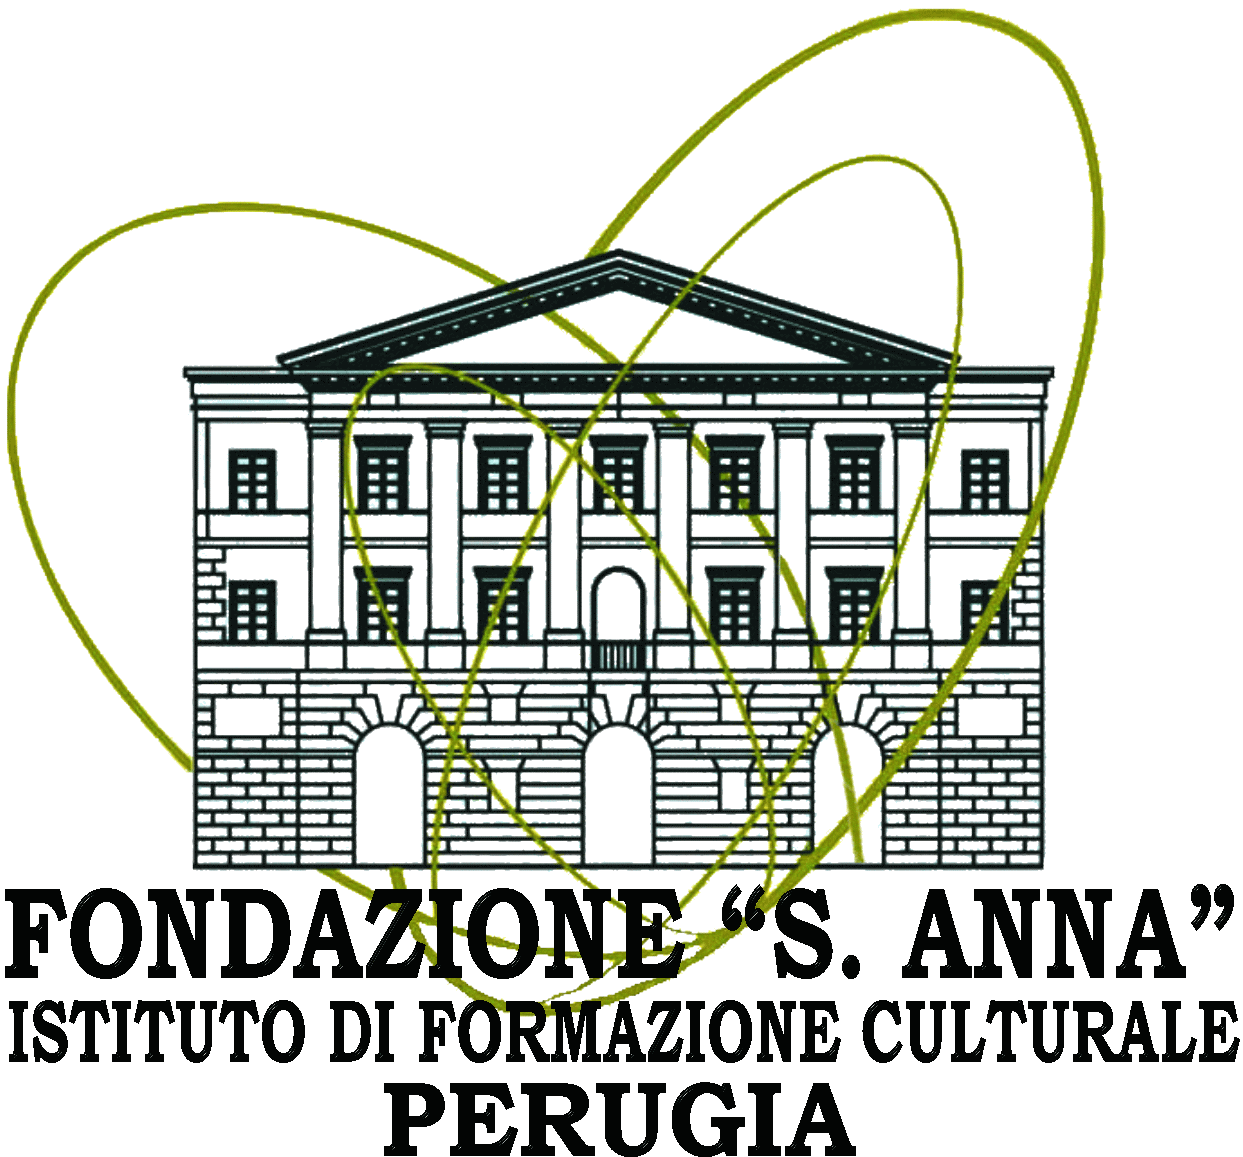 FONDAZIONE “S. ANNA”
ISTITUTO DI FORMAZIONE CULTURALE
PERUGIA